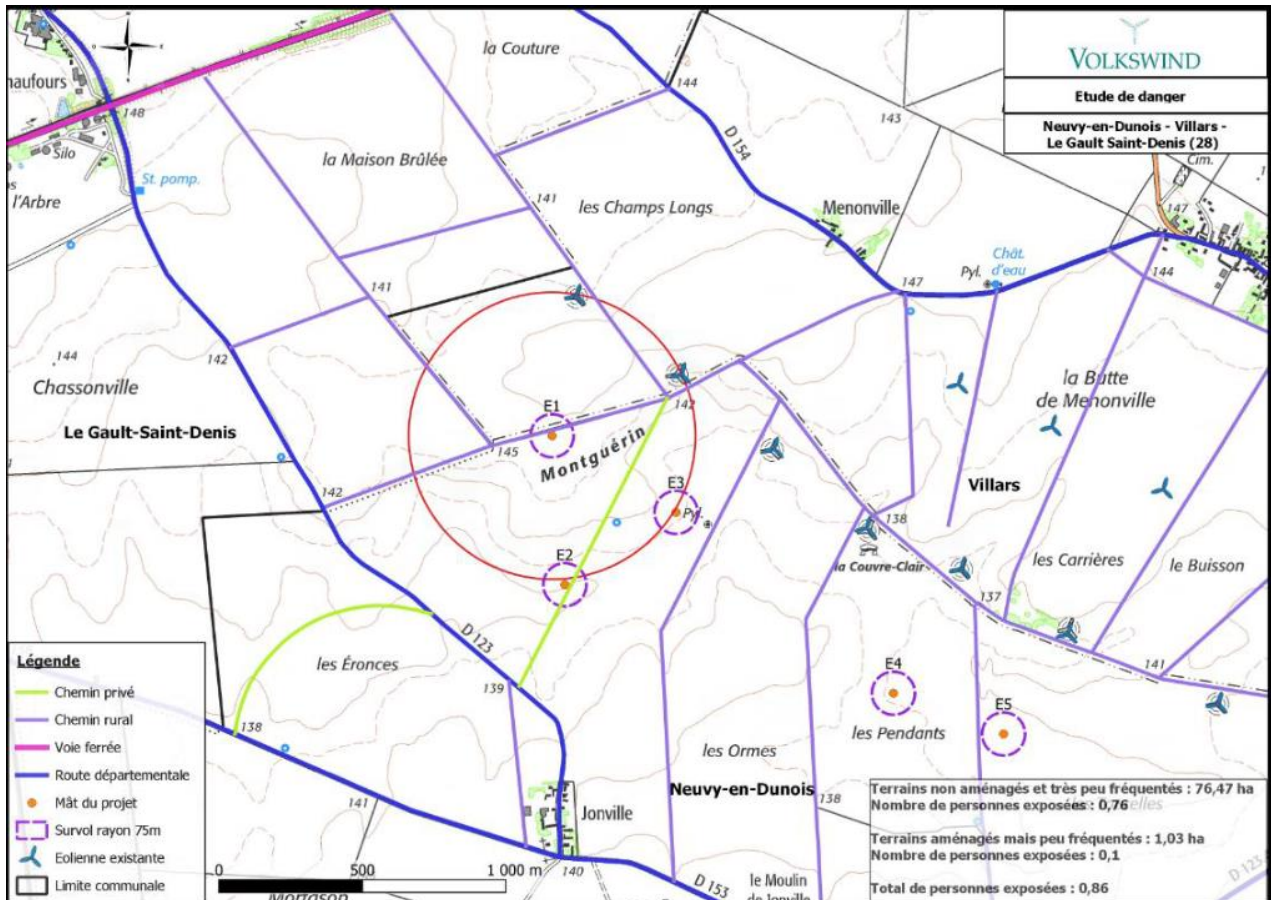 VOLKSWIND
Etude de danger
Neuvy-en-Dunois - Villars -
Le Gault Saint-Denis (28)
la Couture
144
143
D 154
haufours
148
Silo
la Maison Brûlée
St. pomp.
l'Arbre
141
les Champs Longs
Menonville
Cim.
147
Pyl.
Chât.
d'eau
147
144
141
142
144
Chassonville
Le Gault-Saint-Denis
la Butte
de Menonville
E1
142
145
Montguérin
142
Villars
E3
Pyl.
138
la Couvre-Clair
les Carrières
le Buisson
E2
137
D 123
les Éronces
139
141
E4
E5
138
les Pendants
les Ormes
Neuvy-en-Dunois
138
141
Jonville
140
D 153
le Moulin
de Jonville
D 123
Légende
Chemin privé
Chemin rural
Voie ferrée
Route départementale
Mât du projet
Survol rayon 75m
Eolienne existante
Limite communale
0 500 1 000 m
Terrains non aménagés et très peu fréquentés : 76,47 ha
Nombre de personnes exposées : 0,76
Terrains aménagés mais peu fréquentés : 1,03 ha
Nombre de personnes exposées : 0,1
Total de personnes exposées : 0,86